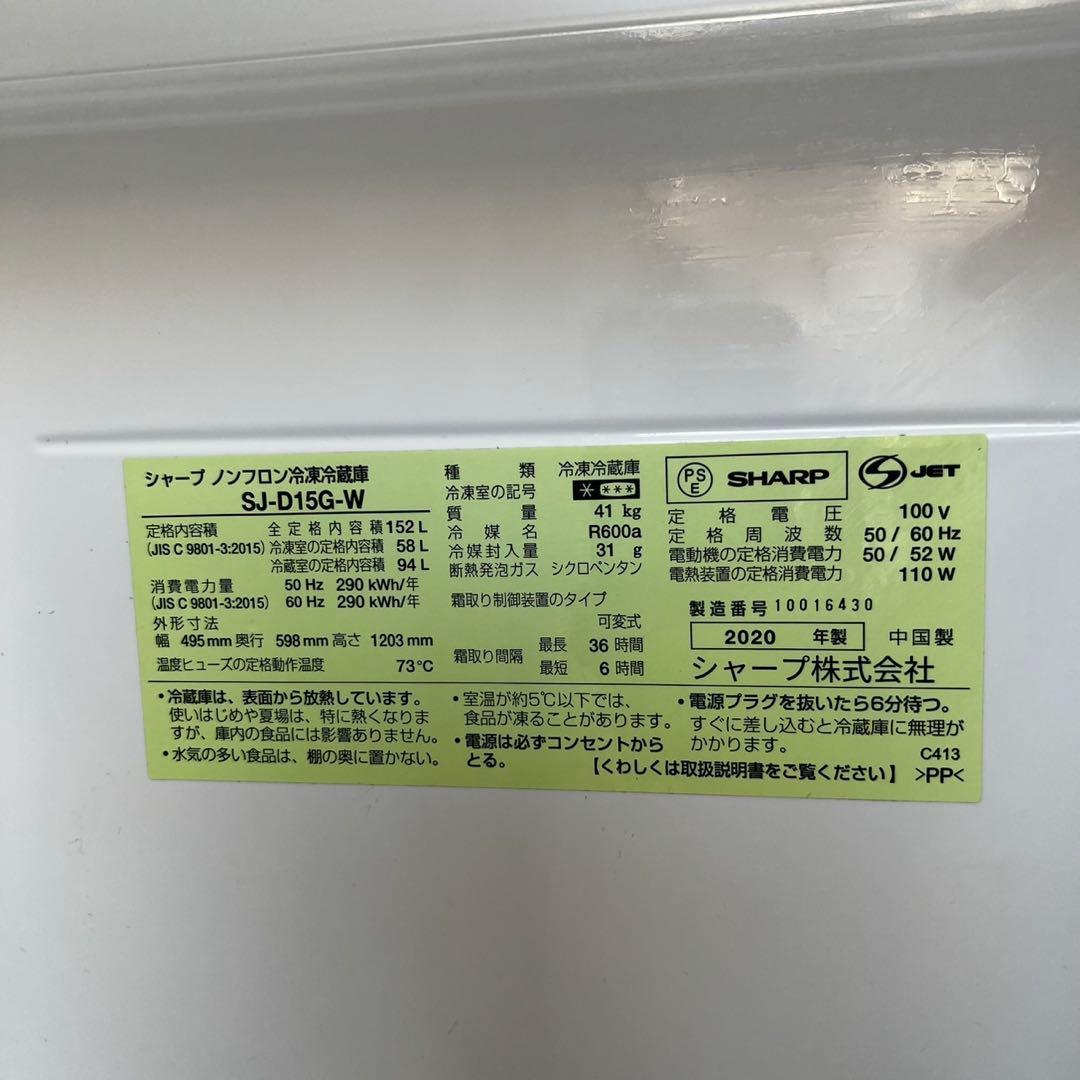 シャープ ノンフロン冷凍冷蔵庫
SJ-D15G-W
定格内容積 全定格内容積 152 L
(JIS C 9801-3:2015) 冷凍室の定格内容積 58 L
冷蔵室の定格内容積 94 L
消費電力量 50 Hz 290 kWh/年
(JIS C 9801-3:2015) 60 Hz 290 kWh/年
外形寸法
幅 495 mm 奥行 598 mm 高さ 1203 mm
温度ヒューズの定格動作温度 73℃
種類 冷凍冷蔵庫
冷凍室の記号 * ***
質量 41 kg
冷媒名 R600a
冷媒封入量 31 g
断熱発泡ガス シクロペンタン
霜取り制御装置のタイプ
可変式
霜取り間隔 最長 36 時間
最短 6 時間
PS
E
SHARP
S JET
定格電圧 100 V
定格周波数 50 / 60 Hz
電動機の定格消費電力 50 / 52 W
電熱装置の定格消費電力 110 W
製造番号 10016430
2020 年製 中国製
シャープ株式会社
・冷蔵庫は、表面から放熱しています。
使いはじめや夏場は、特に熱くなりま
すが、庫内の食品には影響ありません。
・水気の多い食品は、棚の奥に置かない。
・室温が約5℃以下では、
食品が凍ることがあります。
・電源は必ずコンセントから
とる。
・電源プラグを抜いたら6分待つ。
すぐに差し込むと冷蔵庫に無理が
かかります。
C413
【くわしくは取扱説明書をご覧ください】 >PP<